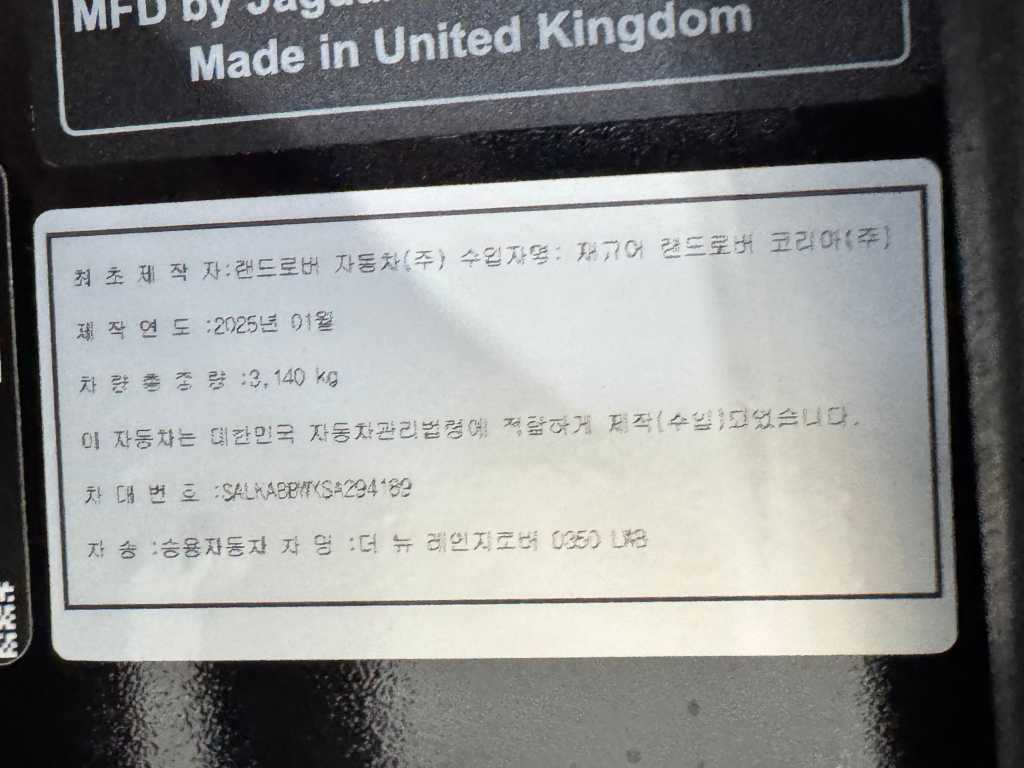 MFD by Jagua
Made in United Kingdom
최 초 제 작 자:랜드로버 자동차(주) 수입자명: 재규어 랜드로버 코리아(주)
제 작 연 도 :2025년 01월
차 량 총 중 량 :3,140 kg
이 자동차는 대한민국 자동차관리법령에 적합하게 제작(수입)되었습니다.
차 대 번 호
차 종 :승용자동차 차 명 :더 뉴 레인지로버 D350 LWB